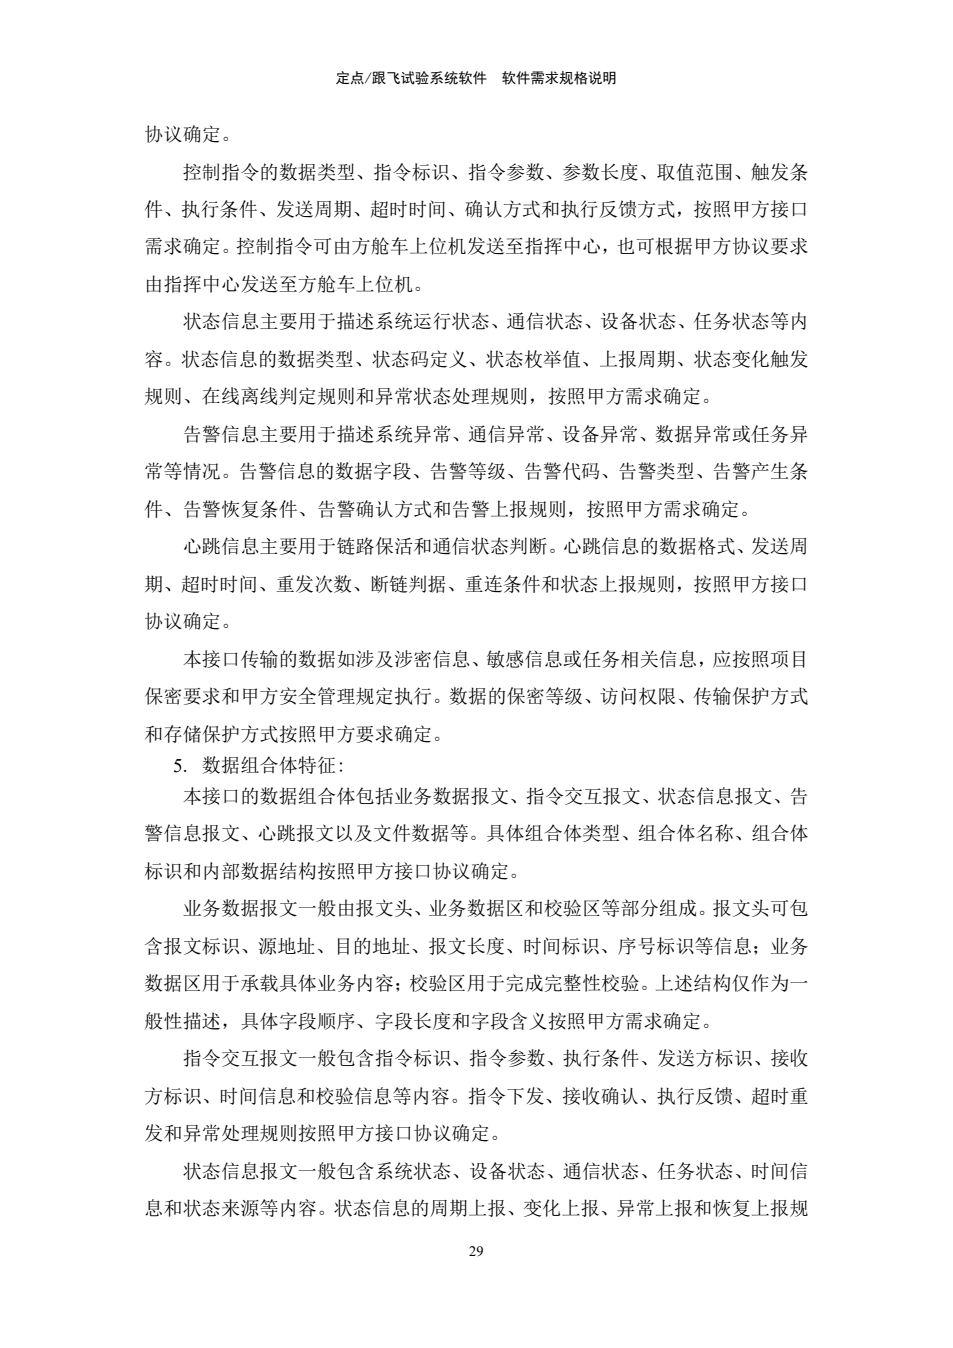 定点/跟飞试验系统软件　软件需求规格说明
协议确定。
控制指令的数据类型、指令标识、指令参数、参数长度、取值范围、触发条
件、执行条件、发送周期、超时时间、确认方式和执行反馈方式，按照甲方接口
需求确定。控制指令可由方舱车上位机发送至指挥中心，也可根据甲方协议要求
由指挥中心发送至方舱车上位机。
状态信息主要用于描述系统运行状态、通信状态、设备状态、任务状态等内
容。状态信息的数据类型、状态码定义、状态枚举值、上报周期、状态变化触发
规则、在线离线判定规则和异常状态处理规则，按照甲方需求确定。
告警信息主要用于描述系统异常、通信异常、设备异常、数据异常或任务异
常等情况。告警信息的数据字段、告警等级、告警代码、告警类型、告警产生条
件、告警恢复条件、告警确认方式和告警上报规则，按照甲方需求确定。
心跳信息主要用于链路保活和通信状态判断。心跳信息的数据格式、发送周
期、超时时间、重发次数、断链判据、重连条件和状态上报规则，按照甲方接口
协议确定。
本接口传输的数据如涉及涉密信息、敏感信息或任务相关信息，应按照项目
保密要求和甲方安全管理规定执行。数据的保密等级、访问权限、传输保护方式
和存储保护方式按照甲方要求确定。
5. 数据组合体特征：
本接口的数据组合体包括业务数据报文、指令交互报文、状态信息报文、告
警信息报文、心跳报文以及文件数据等。具体组合体类型、组合体名称、组合体
标识和内部数据结构按照甲方接口协议确定。
业务数据报文一般由报文头、业务数据区和校验区等部分组成。报文头可包
含报文标识、源地址、目的地址、报文长度、时间标识、序号标识等信息；业务
数据区用于承载具体业务内容；校验区用于完成完整性校验。上述结构仅作为一
般性描述，具体字段顺序、字段长度和字段含义按照甲方需求确定。
指令交互报文一般包含指令标识、指令参数、执行条件、发送方标识、接收
方标识、时间信息和校验信息等内容。指令下发、接收确认、执行反馈、超时重
发和异常处理规则按照甲方接口协议确定。
状态信息报文一般包含系统状态、设备状态、通信状态、任务状态、时间信
息和状态来源等内容。状态信息的周期上报、变化上报、异常上报和恢复上报规
29